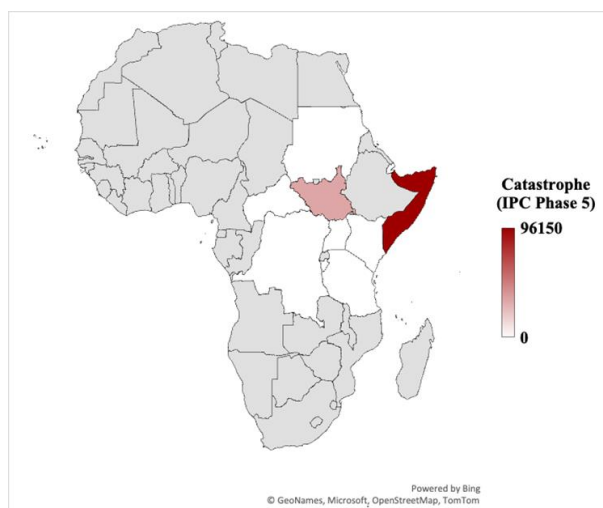 Catastrophe
(IPC Phase 5)
96150
0
Powered by Bing
© GeoNames, Microsoft, OpenStreetMap, TomTom